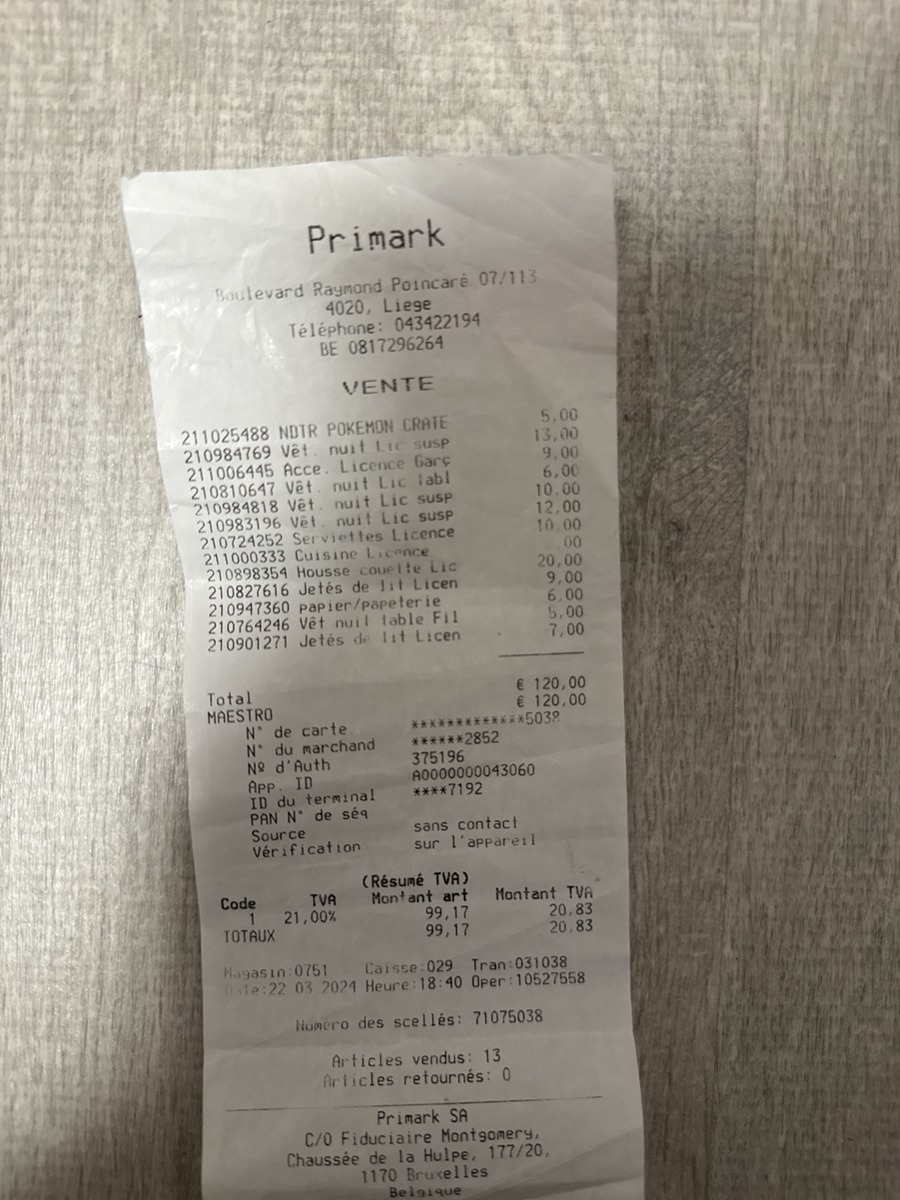 Primark
Boulevard Raymond Poincaré 07/113
4020, Liege
Téléphone: 043422194
BE 0817296264
VENTE
211025488 NDTR POKEMON CRATE 5,00
210984769 Vêt. nuit Lic susp 13,00
211006445 Acce. Licence Garç 9,00
210810647 Vêt. nuit Lic labl 6,00
210984818 Vêt. nuit Lic susp 10,00
210983196 Vêt. nuit Lic susp 12,00
210724252 Serviettes Licence 10,00
211000333 Cuisine Licence
210898354 Housse couette Lic 20,00
210827616 Jetés de lit Licen 9,00
210947360 papier/papeterie 6,00
210764246 Vêt nuit lable Fil 5,00
210901271 Jetés de lit Licen 7,00
Total € 120,00
MAESTRO € 120,00
N° de carte *************5038
N° du marchand ******2852
Nº d'Auth 375196
App. ID A0000000043060
ID du terminal ****7192
PAN N° de séq
Source sans contact
Vérification sur l'appareil
(Résumé TVA)
Code TVA Montant art Montant TVA
1 21,00% 99,17 20,83
TOTAUX 99,17 20,83
Magasin:0751 Caisse:029 Tran:031038
Date:22.03.2024 Heure:18:40 Oper:10527558
Numéro des scellés: 71075038
Articles vendus: 13
Articles retournés: 0
Primark SA
C/O Fiduciaire Montgomery,
Chaussée de la Hulpe, 177/20,
1170 Bruxelles
Belgique